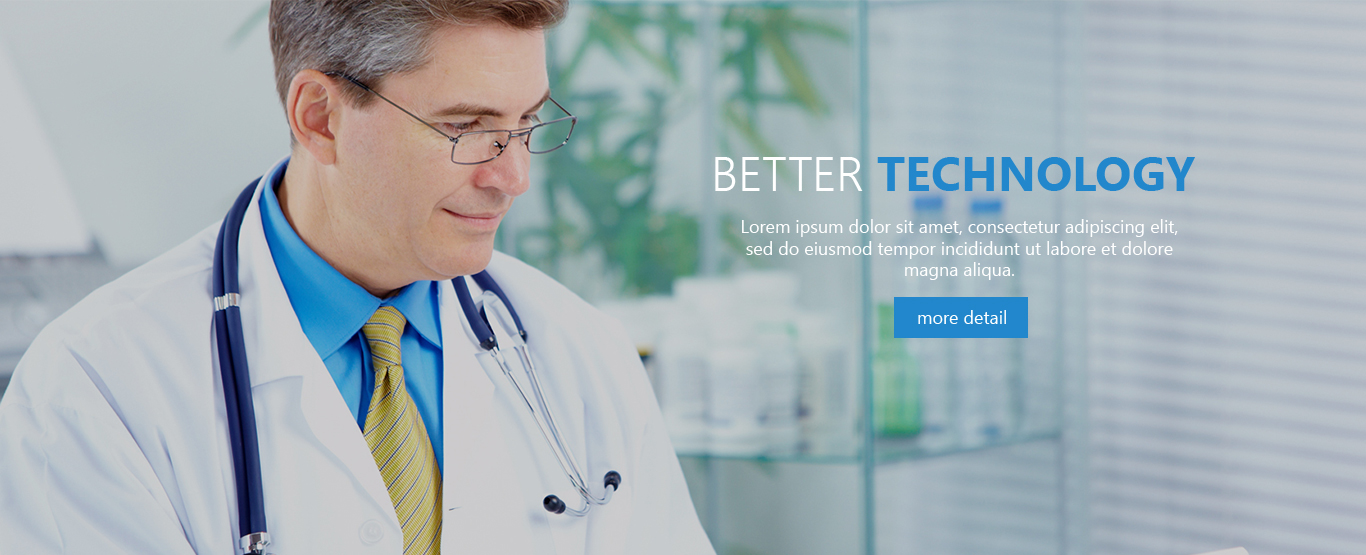 BETTER TECHNOLOGY
Lorem ipsum dolor sit amet, consectetur adipiscing elit,
sed do eiusmod tempor incididunt ut labore et dolore
magna aliqua.
more detail